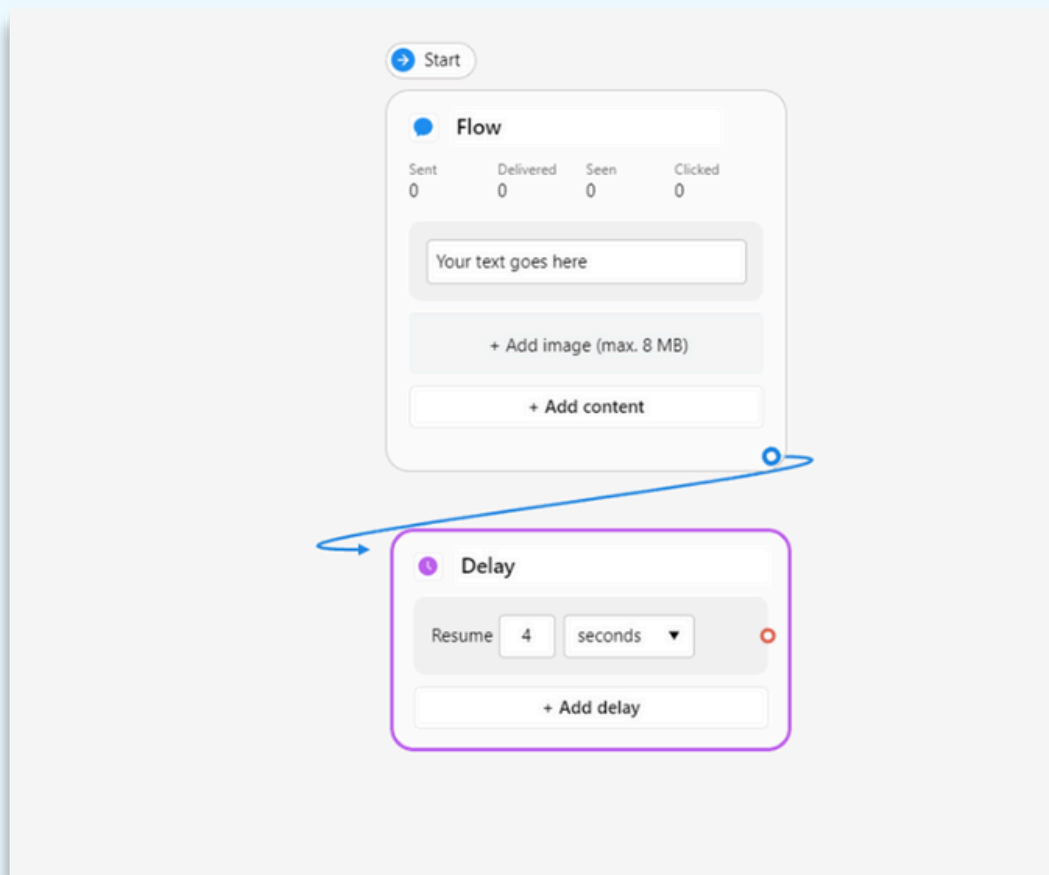 Start
Flow
Sent Delivered Seen Clicked
0 0 0 0
Your text goes here
+ Add image (max. 8 MB)
+ Add content
Delay
Resume 4 seconds
+ Add delay